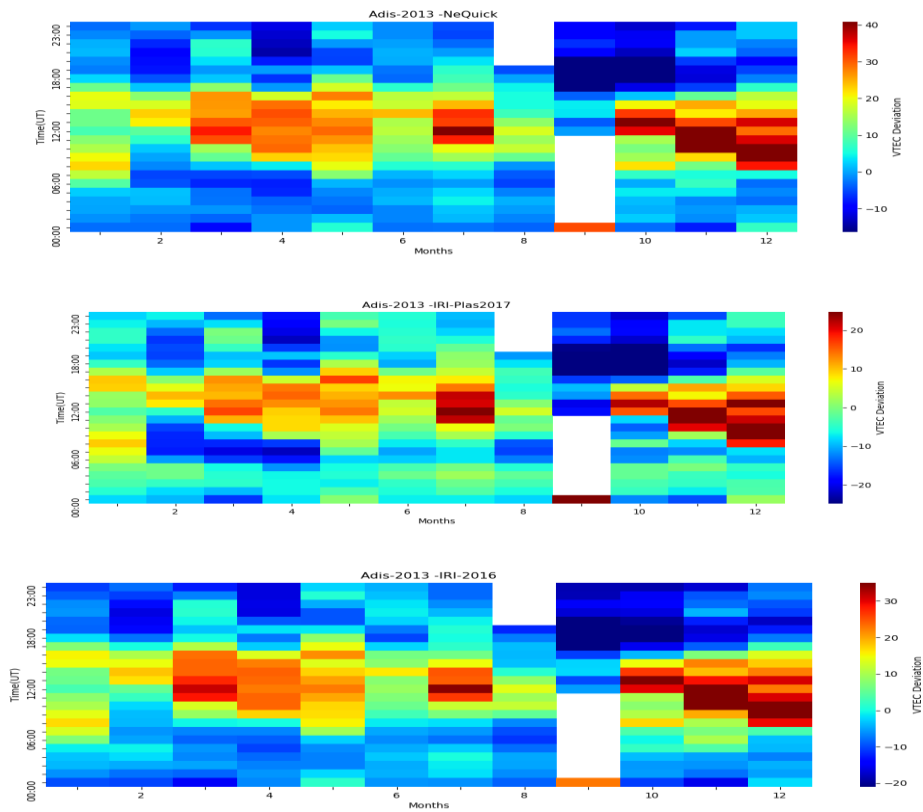 Adis-2013 -NeQuick
23:00
18:00
12:00
06:00
00:00
Time(UT)
2 4 6 8 10 12
Months
40
30
20
10
0
−10
VTEC Deviation
Adis-2013 -IRI-Plas2017
23:00
18:00
12:00
06:00
00:00
Time(UT)
2 4 6 8 10 12
Months
20
10
0
−10
−20
VTEC Deviation
Adis-2013 -IRI-2016
23:00
18:00
12:00
06:00
00:00
Time(UT)
2 4 6 8 10 12
Months
30
20
10
0
−10
−20
VTEC Deviation